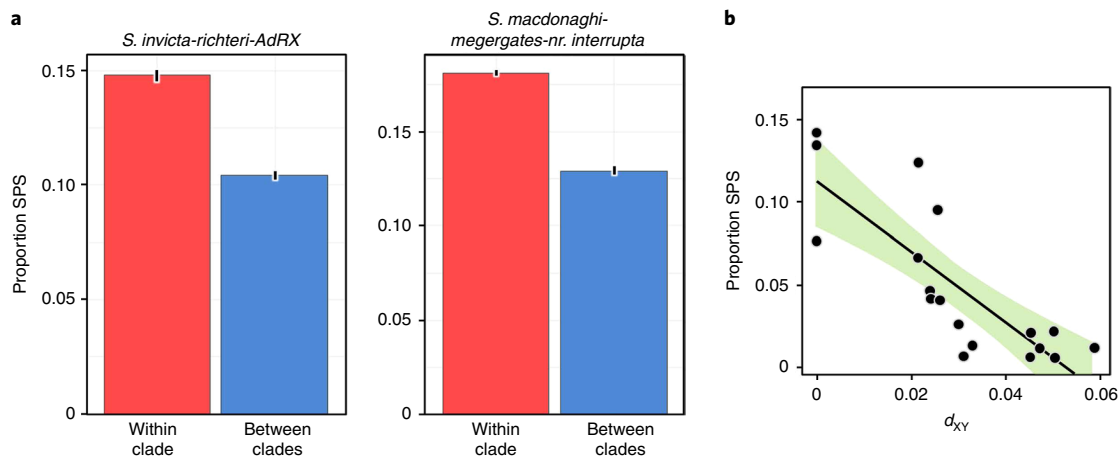 a
S. invicta-richteri-AdRX
S. macdonaghi-
megergates-nr. interrupta
Proportion SPS
0.15
0.10
0.05
0
Within
clade
Between
clades
0.15
0.10
0.05
0
Within
clade
Between
clades
b
Proportion SPS
0.15
0.10
0.05
0
0
0.02
0.04
0.06
dXY